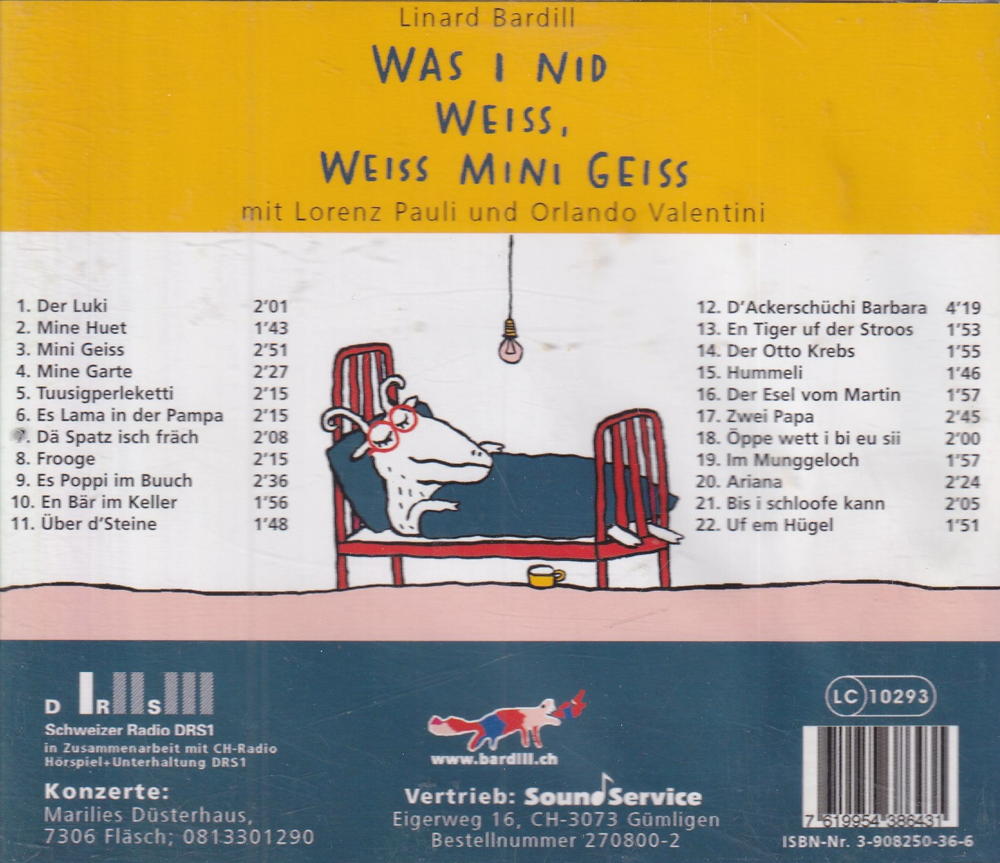 Linard Bardill
WAS I NID
WEISS,
WEISS MINI GEISS
mit Lorenz Pauli und Orlando Valentini
1. Der Luki 2'01
2. Mine Huet 1'43
3. Mini Geiss 2'51
4. Mine Garte 2'27
5. Tuusigperleketti 2'15
6. Es Lama in der Pampa 2'15
7. Dä Spatz isch fräch 2'08
8. Frooge 2'15
9. Es Poppi im Buuch 2'36
10. En Bär im Keller 1'56
11. Über d'Steine 1'48
12. D'Ackerschüchi Barbara 4'19
13. En Tiger uf der Stroos 1'53
14. Der Otto Krebs 1'55
15. Hummeli 1'46
16. Der Esel vom Martin 1'57
17. Zwei Papa 2'45
18. Öppe wett i bi eu sii 2'00
19. Im Munggeloch 1'57
20. Ariana 2'24
21. Bis i schloofe kann 2'05
22. Uf em Hügel 1'51
D R S
Schweizer Radio DRS1
in Zusammenarbeit mit CH-Radio
Hörspiel+Unterhaltung DRS1
Konzerte:
Marilies Düsterhaus,
7306 Fläsch; 0813301290
www.bardill.ch
Vertrieb: SoundService
Eigerweg 16, CH-3073 Gümligen
Bestellnummer 270800-2
LC 10293
7 619954 386431
ISBN-Nr. 3-908250-36-6